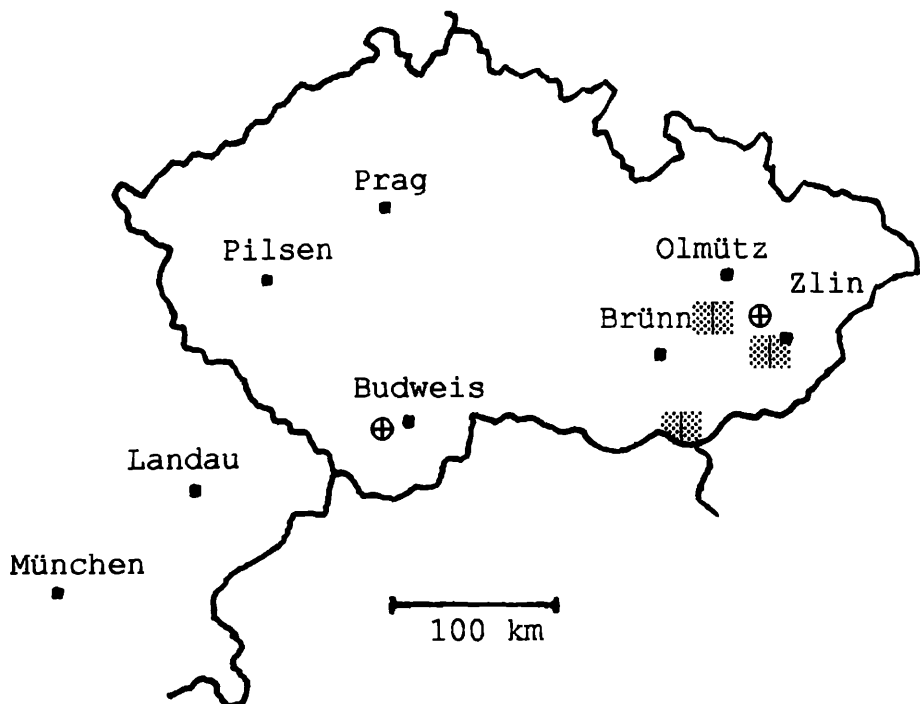 Prag
Pilsen
Olmütz
Zlin
Brünn
Budweis
Landau
München
100 km